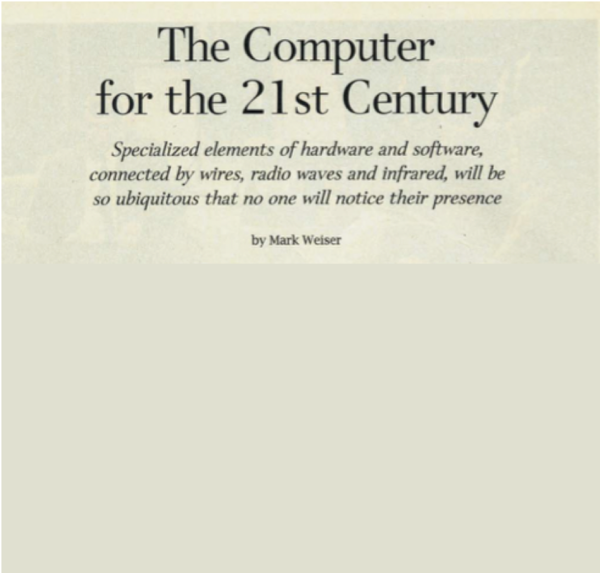 The Computer
for the 21st Century
Specialized elements of hardware and software,
connected by wires, radio waves and infrared, will be
so ubiquitous that no one will notice their presence
by Mark Weiser